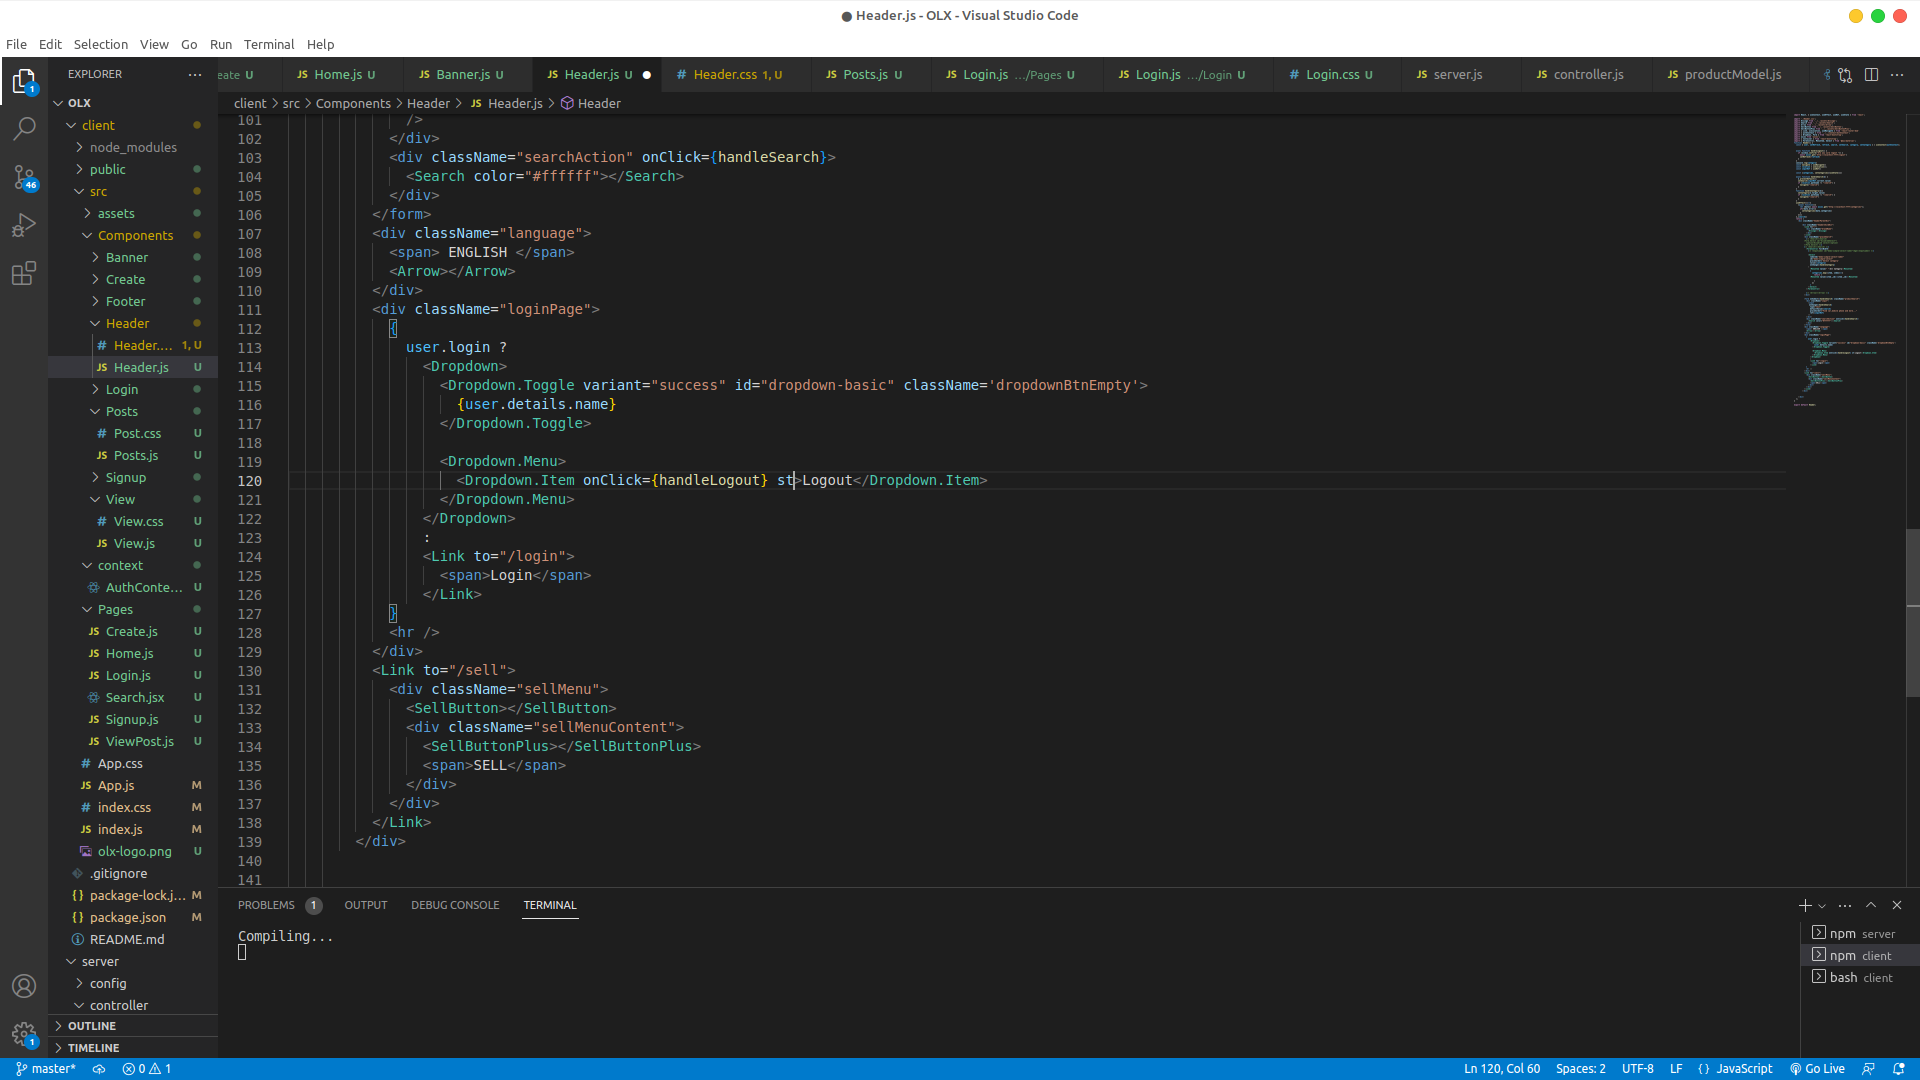 Header.js - OLX - Visual Studio Code
File Edit Selection View Go Run Terminal Help
EXPLORER
eate U
JS Home.js U
JS Banner.js U
JS Header.js U
# Header.css 1, U
JS Posts.js U
JS Login.js .../Pages U
JS Login.js .../Login U
# Login.css U
JS server.js
JS controller.js
JS productModel.js
client > src > Components > Header > JS Header.js > Header
OLX
client
node_modules
public
src
assets
Components
Banner
Create
Footer
Header
# Header.... 1, U
JS Header.js U
Login
Posts
# Post.css U
JS Posts.js U
Signup
View
# View.css U
JS View.js U
context
AuthConte... U
Pages
JS Create.js U
JS Home.js U
JS Login.js U
Search.jsx U
JS Signup.js U
JS ViewPost.js U
# App.css
JS App.js M
# index.css M
JS index.js M
olx-logo.png U
.gitignore
{} package-lock.j... M
{} package.json M
README.md
server
config
controller
OUTLINE
TIMELINE
1
46
1
101 />
102 </div>
103 <div className="searchAction" onClick={handleSearch}>
104 <Search color="#ffffff"></Search>
105 </div>
106 </form>
107 <div className="language">
108 <span> ENGLISH </span>
109 <Arrow></Arrow>
110 </div>
111 <div className="loginPage">
112 {
113 user.login ?
114 <Dropdown>
115 <Dropdown.Toggle variant="success" id="dropdown-basic" className='dropdownBtnEmpty'>
116 {user.details.name}
117 </Dropdown.Toggle>
118
119 <Dropdown.Menu>
120 <Dropdown.Item onClick={handleLogout} st>Logout</Dropdown.Item>
121 </Dropdown.Menu>
122 </Dropdown>
123 :
124 <Link to="/login">
125 <span>Login</span>
126 </Link>
127 }
128 <hr />
129 </div>
130 <Link to="/sell">
131 <div className="sellMenu">
132 <SellButton></SellButton>
133 <div className="sellMenuContent">
134 <SellButtonPlus></SellButtonPlus>
135 <span>SELL</span>
136 </div>
137 </div>
138 </Link>
139 </div>
140
141
PROBLEMS 1 OUTPUT DEBUG CONSOLE TERMINAL
Compiling...
npm server
npm client
bash client
master* 0 1
Ln 120, Col 60 Spaces: 2 UTF-8 LF {} JavaScript Go Live